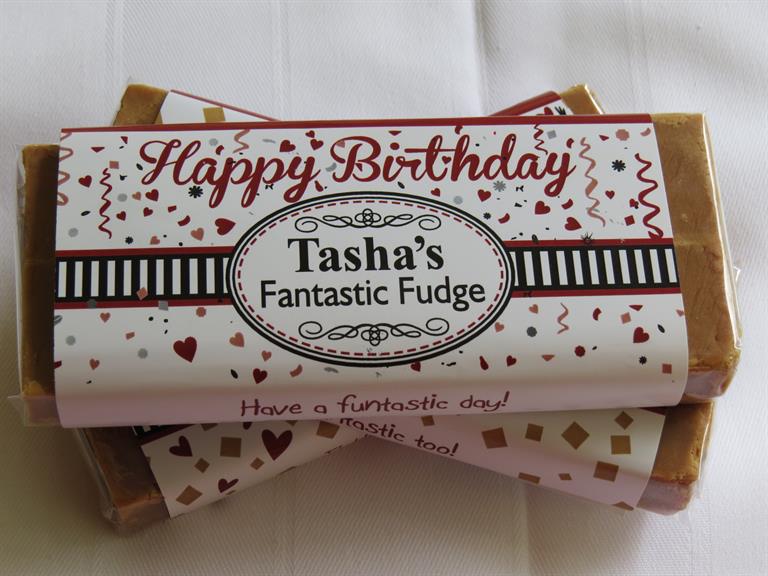 Happy Birthday
Tasha's
Fantastic Fudge
Have a funtastic day!
tastic too!